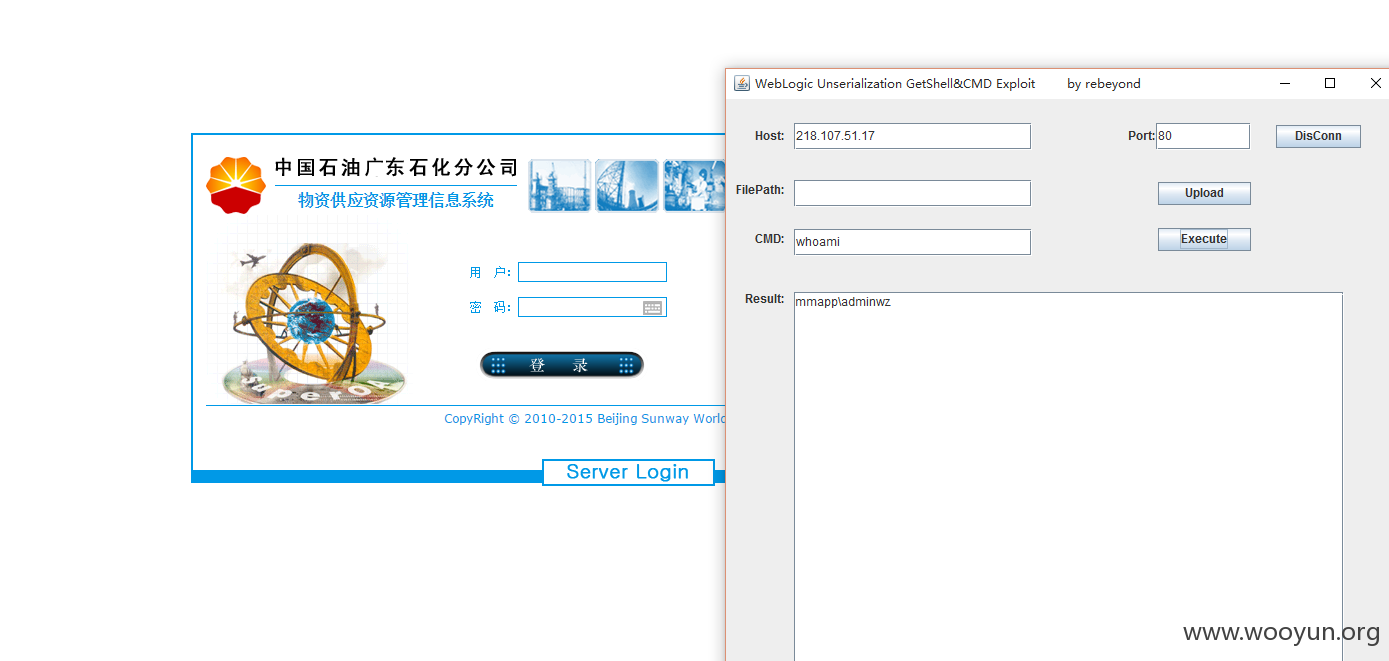 中国石油广东石化分公司
物资供应资源管理信息系统
用 户:
密 码:
登 录
superOA
CopyRight © 2010-2015 Beijing Sunway World
Server Login
WebLogic Unserialization GetShell&CMD Exploit by rebeyond
Host: 218.107.51.17 Port: 80 DisConn
FilePath: Upload
CMD: whoami Execute
Result: mmapp\adminwz
www.wooyun.org